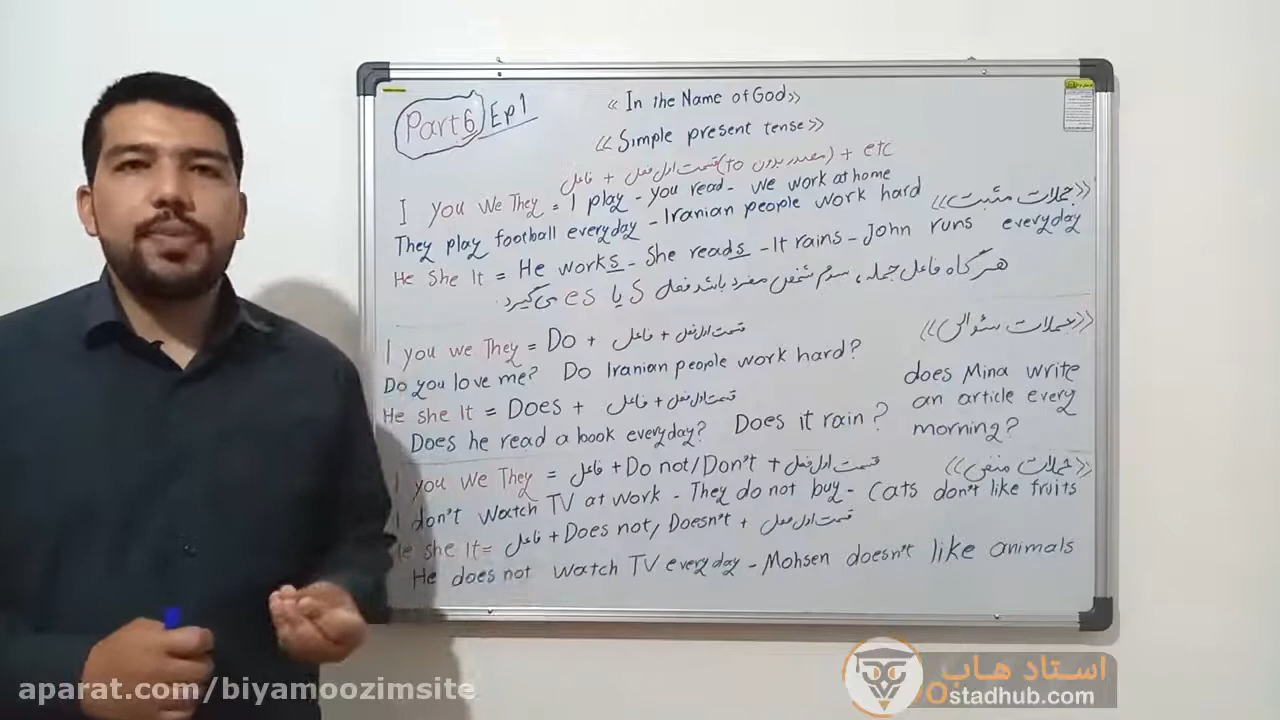 Part 6 Ep 1
« In the Name of God »
« Simple present tense »
فاعل + قسمت اول فعل (مصدر بدون to) + etc
I you We They = I play - you read - we work at home
«جملات مثبت»
They play football everyday - Iranian people work hard
He She It = He works - She reads - It rains - John runs everyday
هرگاه فاعل جمله، سوم شخص مفرد باشد فعل S یا es می‌گیرد.
«جملات سئوالی»
I you we They = Do + فاعل + قسمت اول فعل
Do you love me? Do Iranian people work hard?
He she It = Does + فاعل + قسمت اول فعل
Does he read a book everyday? Does it rain?
does Mina write
an article every
morning?
«جملات منفی»
I you We They = فاعل + Do not/Don't + قسمت اول فعل
I don't watch TV at work - They do not buy - Cats don't like fruits
He she It = فاعل + Does not, Doesn't + قسمت اول فعل
He does not watch TV everyday - Mohsen doesn't like animals
aparat.com/biyamoozimsite
استاد هاب
Ostadhub.com